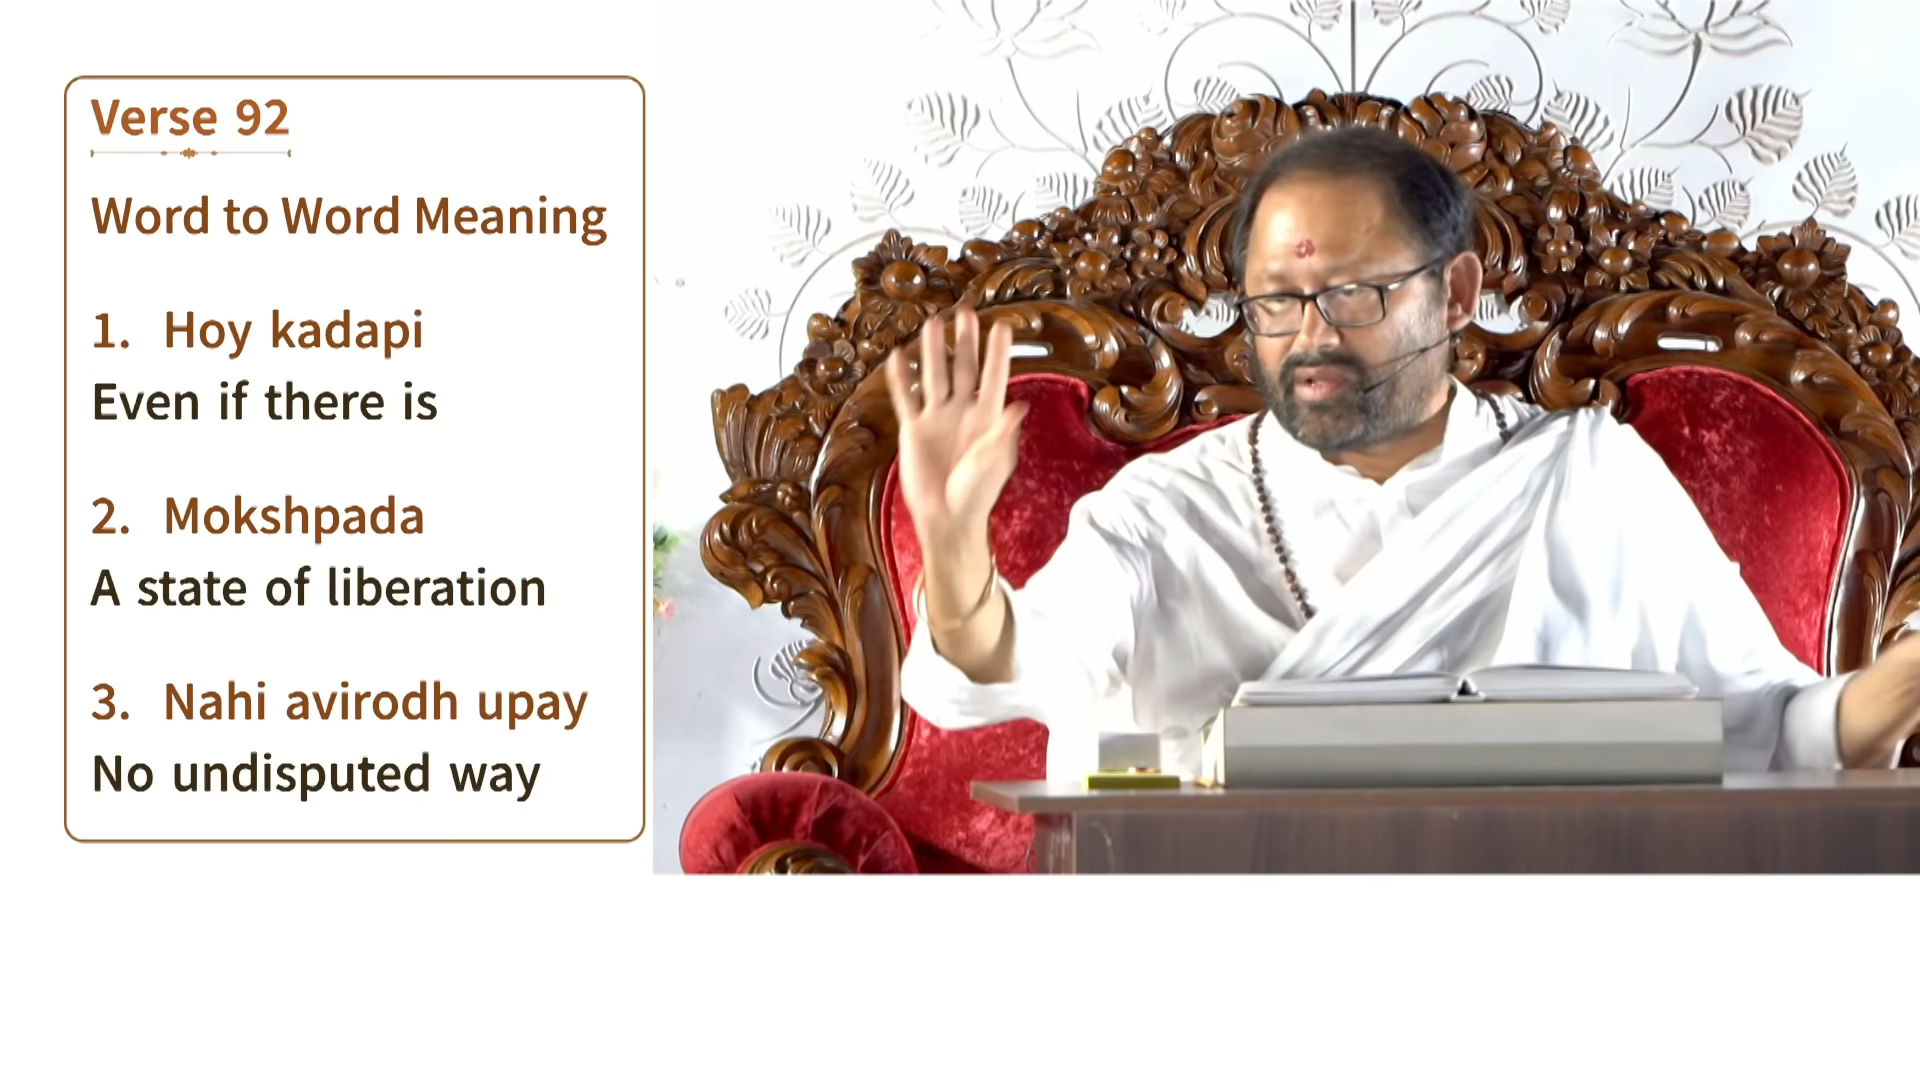 Verse 92
Word to Word Meaning
1. Hoy kadapi
Even if there is
2. Mokshpada
A state of liberation
3. Nahi avirodh upay
No undisputed way